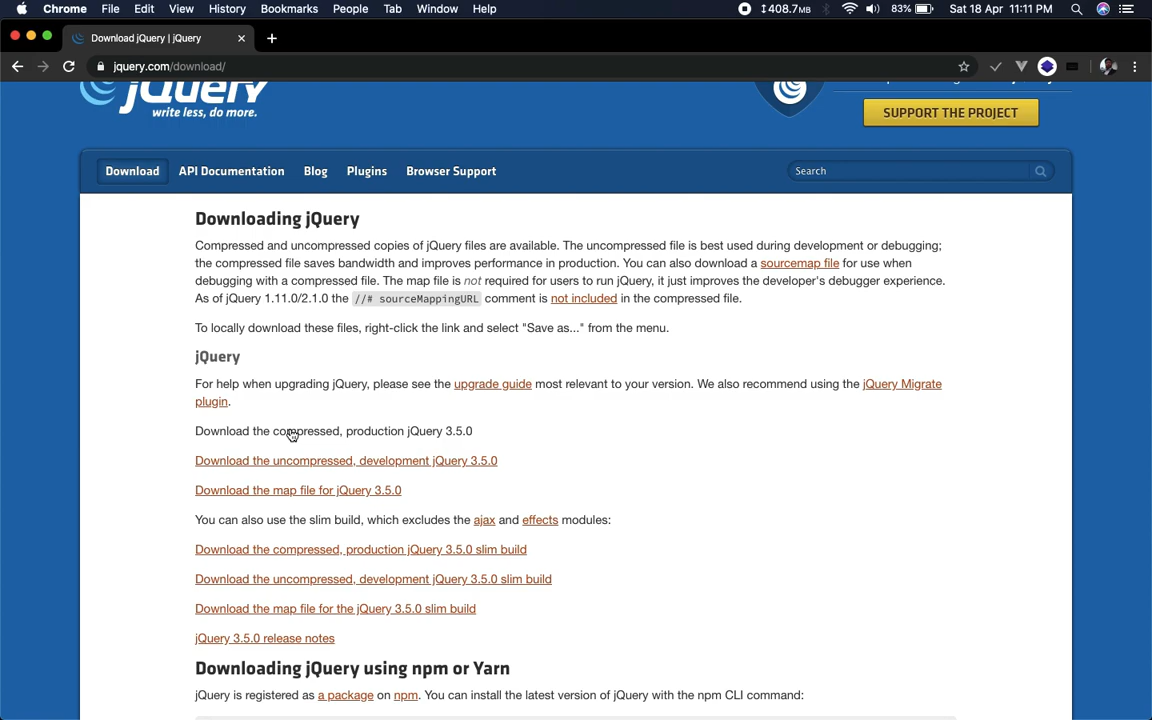 Chrome File Edit View History Bookmarks People Tab Window Help 408.7MB 83% Sat 18 Apr 11:11 PM
Download jQuery | jQuery
jquery.com/download/
jQuery
write less, do more.
SUPPORT THE PROJECT
Download API Documentation Blog Plugins Browser Support Search
Downloading jQuery
Compressed and uncompressed copies of jQuery files are available. The uncompressed file is best used during development or debugging;
the compressed file saves bandwidth and improves performance in production. You can also download a sourcemap file for use when
debugging with a compressed file. The map file is not required for users to run jQuery, it just improves the developer's debugger experience.
As of jQuery 1.11.0/2.1.0 the //# sourceMappingURL comment is not included in the compressed file.
To locally download these files, right-click the link and select "Save as..." from the menu.
jQuery
For help when upgrading jQuery, please see the upgrade guide most relevant to your version. We also recommend using the jQuery Migrate
plugin.
Download the compressed, production jQuery 3.5.0
Download the uncompressed, development jQuery 3.5.0
Download the map file for jQuery 3.5.0
You can also use the slim build, which excludes the ajax and effects modules:
Download the compressed, production jQuery 3.5.0 slim build
Download the uncompressed, development jQuery 3.5.0 slim build
Download the map file for the jQuery 3.5.0 slim build
jQuery 3.5.0 release notes
Downloading jQuery using npm or Yarn
jQuery is registered as a package on npm. You can install the latest version of jQuery with the npm CLI command: